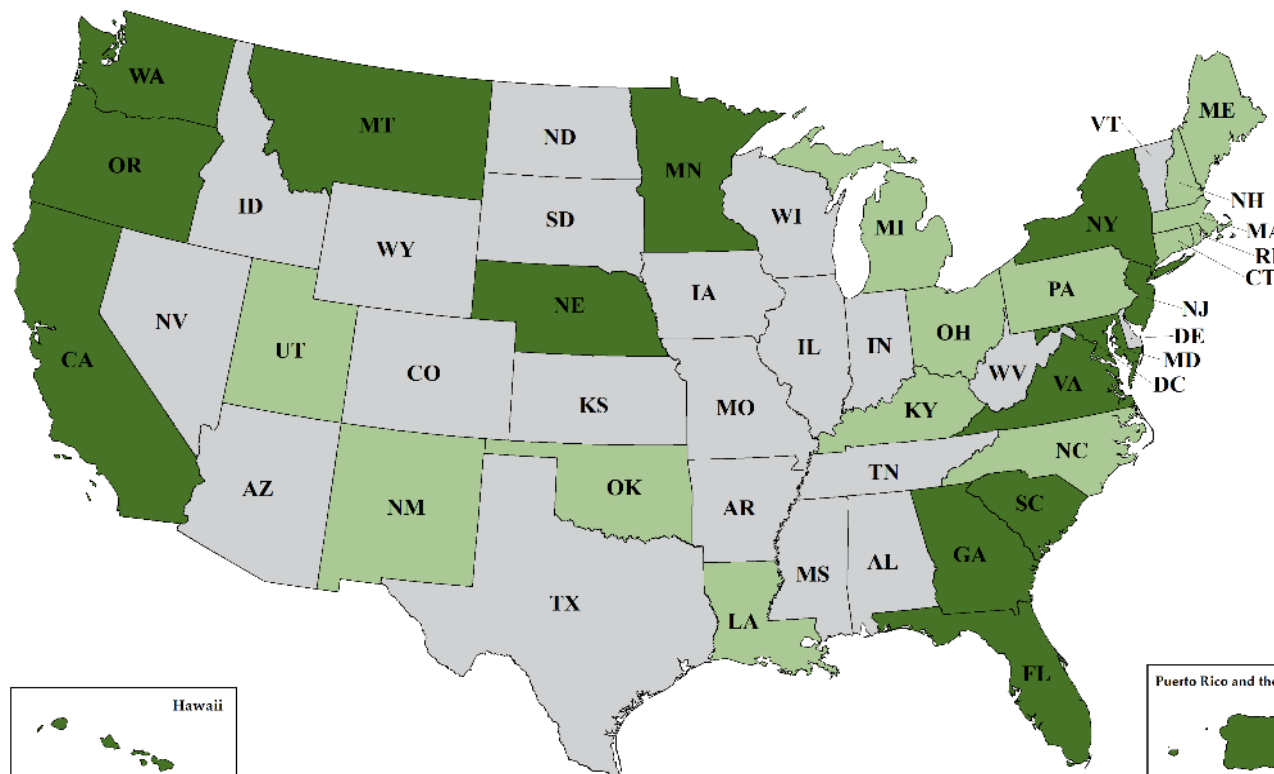 WA
MT
ND
ME
VT
OR
MN
ID
SD
WI
NH
WY
MI
NY
MA
RI
CT
IA
PA
NE
NJ
NV
OH
DE
UT
IL
IN
MD
CA
CO
WV
DC
VA
KS
MO
KY
NC
TN
AZ
OK
NM
AR
SC
GA
MS
AL
TX
LA
FL
Hawaii
Puerto Rico and the